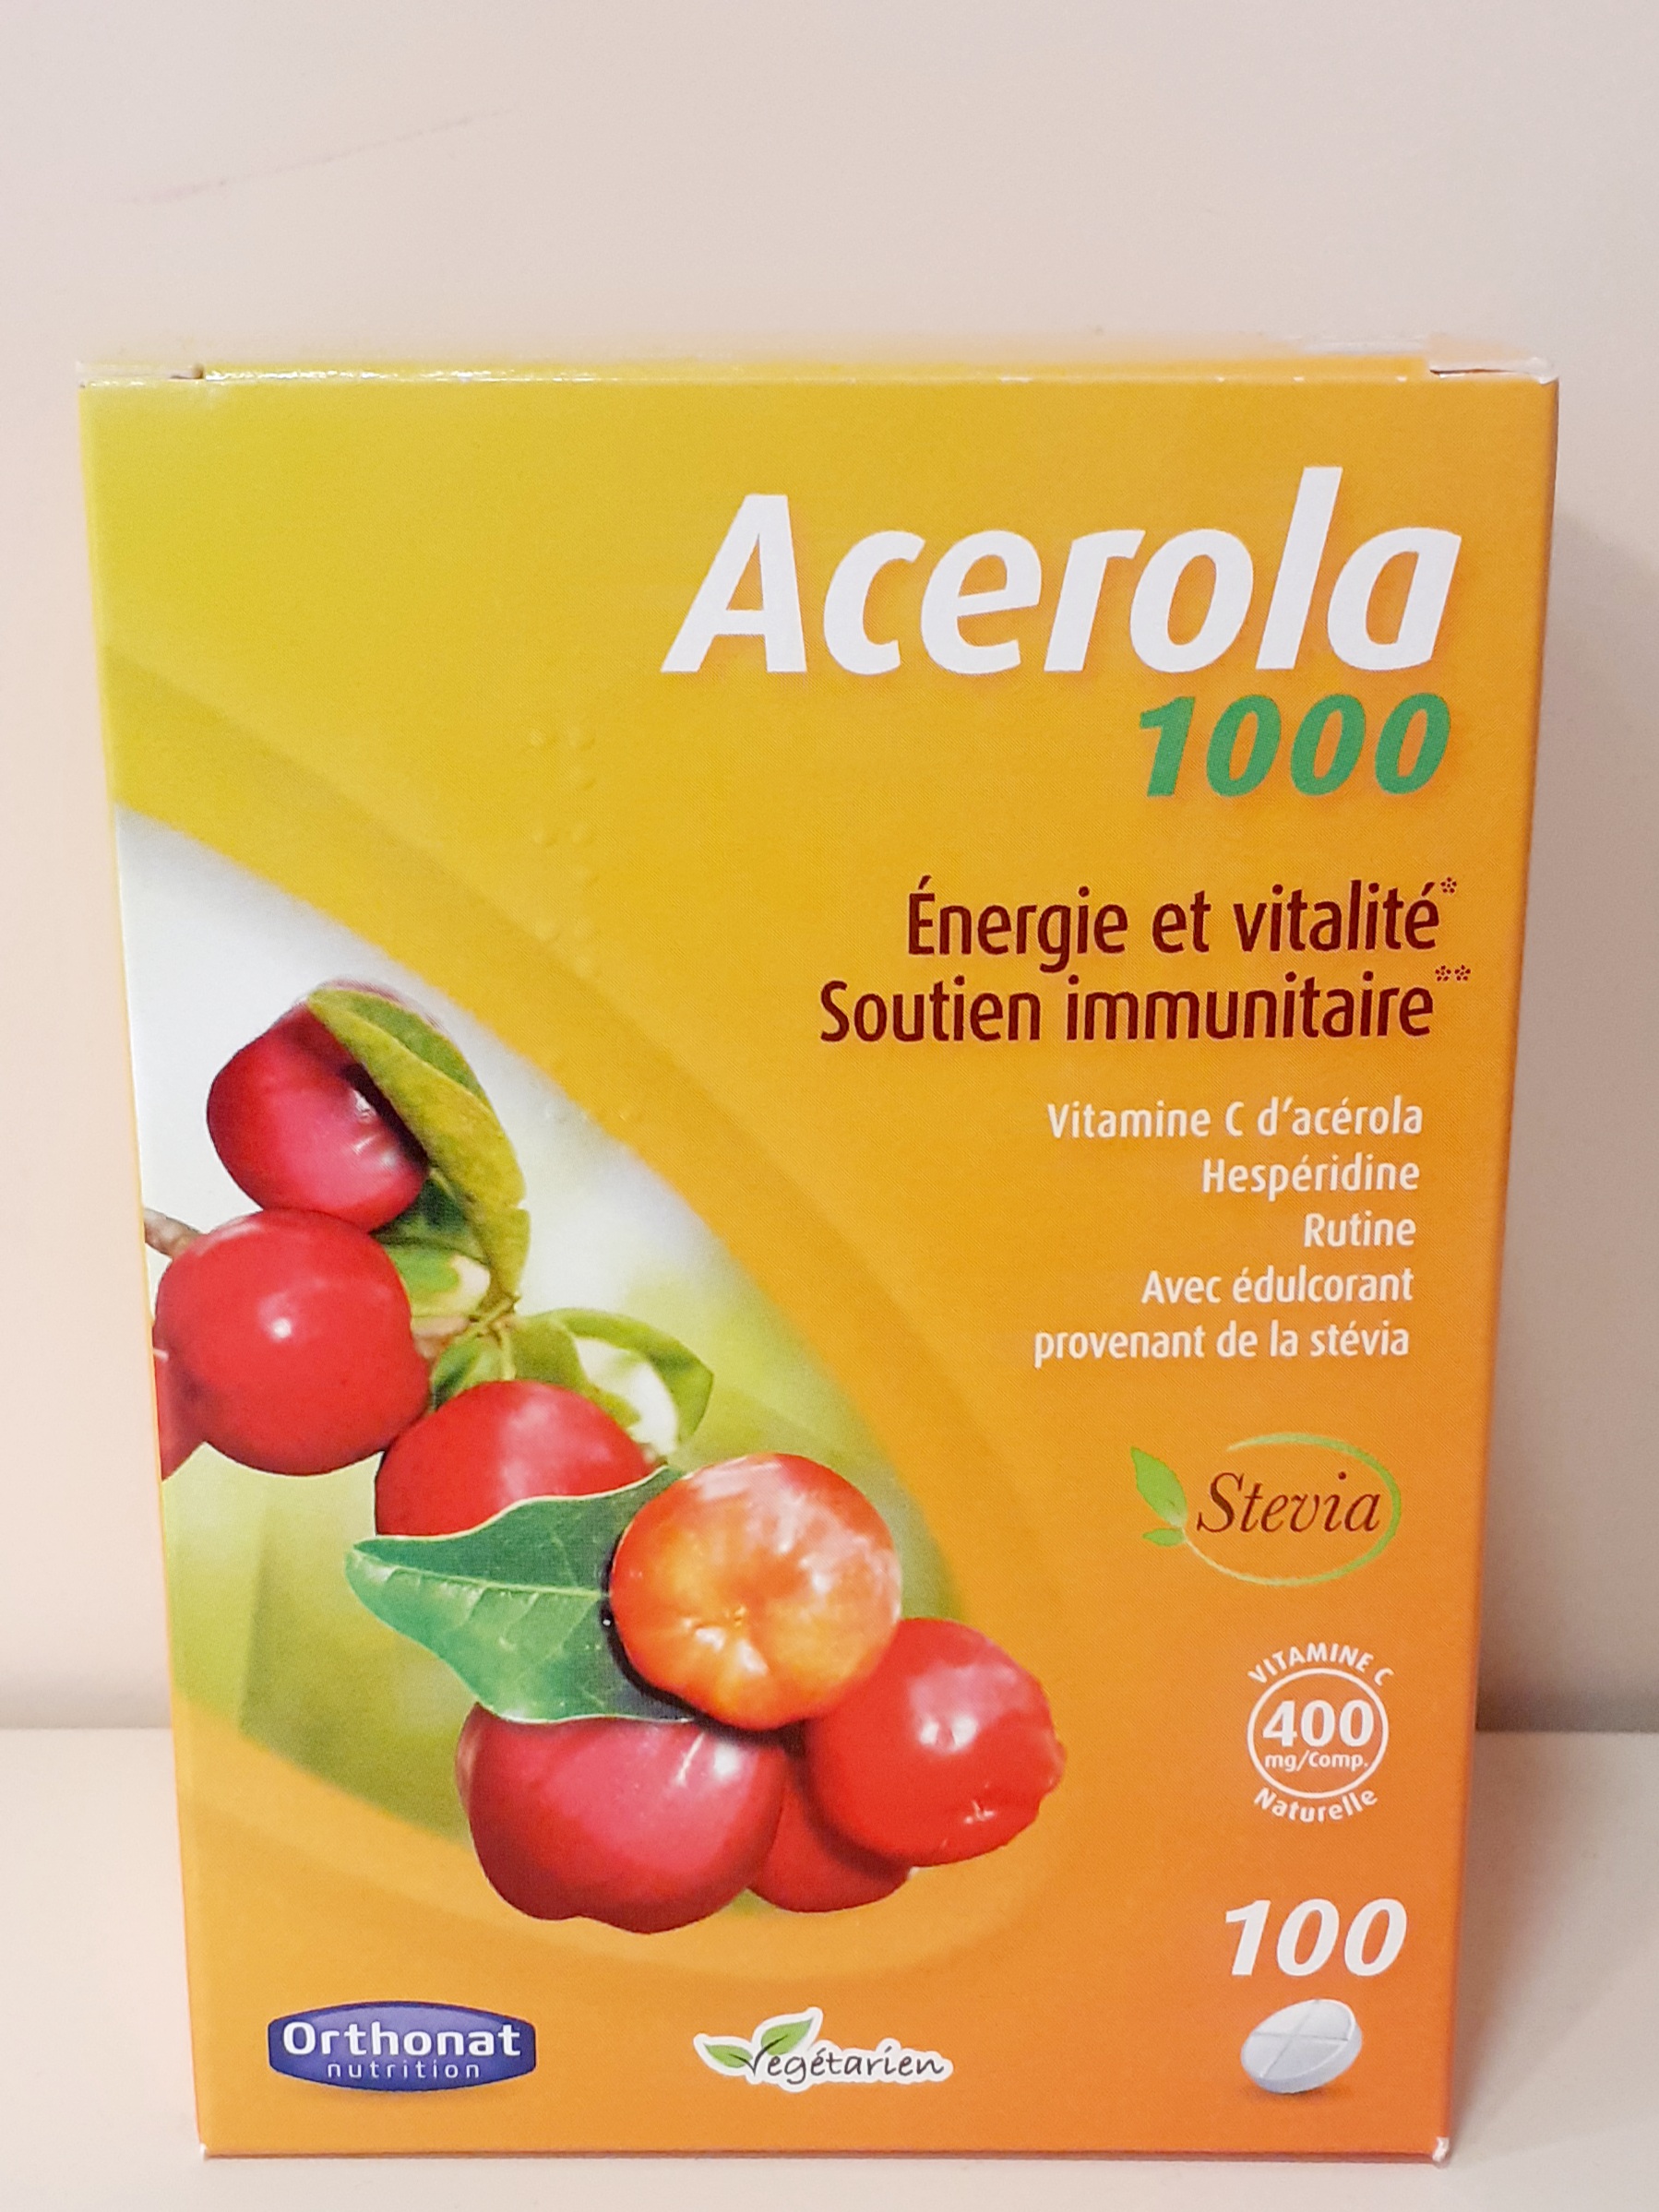 Acerola
1000
Énergie et vitalité*
Soutien immunitaire**
Vitamine C d'acérola
Hespéridine
Rutine
Avec édulcorant
provenant de la stévia
Stevia
VITAMINE C
400
mg/Comp.
Naturelle
100
Orthonat
nutrition
Végétarien